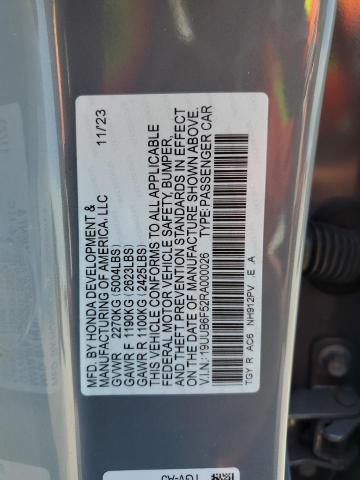 MFD. BY HONDA DEVELOPMENT & 11/23
MANUFACTURING OF AMERICA, LLC
GVWR 2270KG (5004LBS)
GAWR F 1190KG (2623LBS)
GAWR R 1100KG (2425LBS)
THIS VEHICLE CONFORMS TO ALL APPLICABLE
FEDERAL MOTOR VEHICLE SAFETY, BUMPER,
AND THEFT PREVENTION STANDARDS IN EFFECT
ON THE DATE OF MANUFACTURE SHOWN ABOVE.
V.I.N.: 19UUB6F52RA000026 TYPE: PASSENGER CAR
TGY R AC6 NH912PV E A
TGV-A5